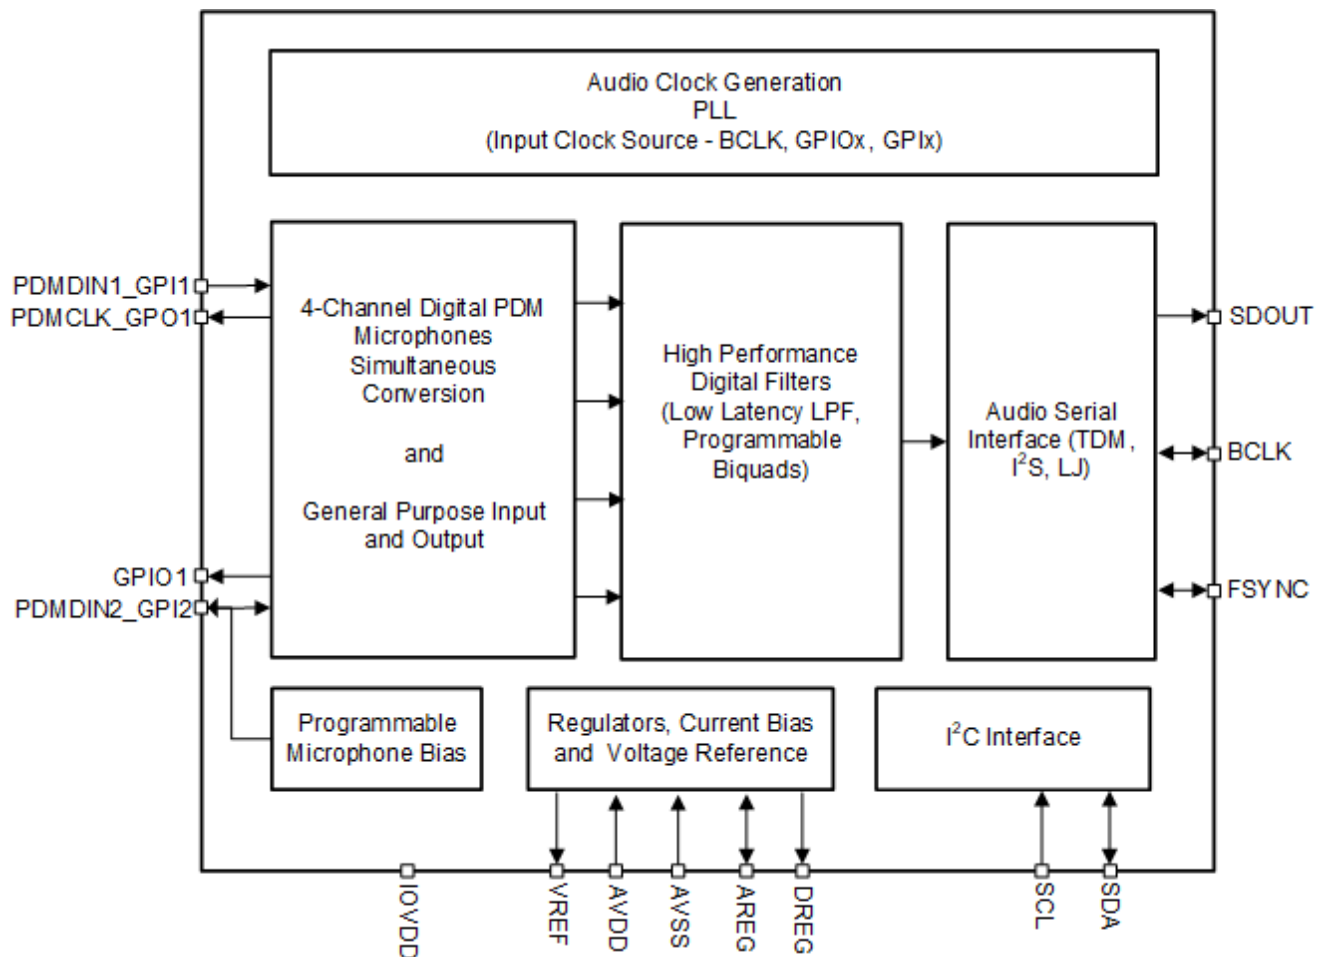 Audio Clock Generation
PLL
(Input Clock Source - BCLK, GPIOx, GPIx)
PDMDIN1_GPI1
PDMCLK_GPO1
GPIO1
PDMDIN2_GPI2
4-Channel Digital PDM
Microphones
Simultaneous
Conversion
and
General Purpose Input
and Output
High Performance
Digital Filters
(Low Latency LPF,
Programmable
Biquads)
Audio Serial
Interface (TDM,
I²S, LJ)
SDOUT
BCLK
FSYNC
Programmable
Microphone Bias
Regulators, Current Bias
and Voltage Reference
I²C Interface
IOVDD
VREF
AVDD
AVSS
AREG
DREG
SCL
SDA